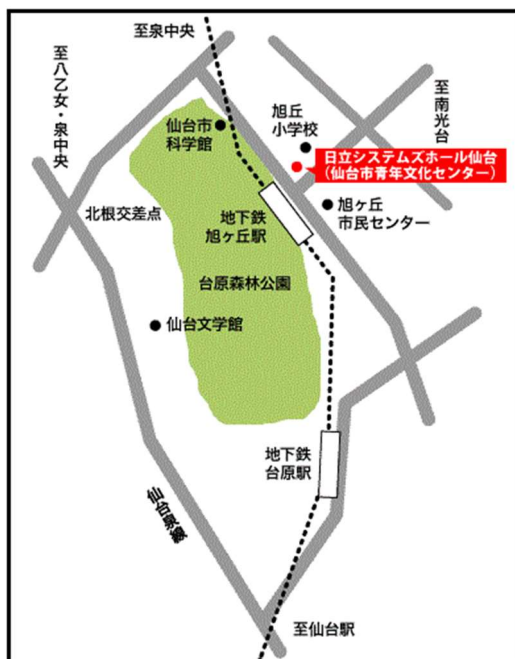 至泉中央
至八乙女・泉中央
仙台市
科学館
旭丘
小学校
至南光台
日立システムズホール仙台
(仙台市青年文化センター)
北根交差点
地下鉄
旭ヶ丘駅
旭ヶ丘
市民センター
台原森林公園
仙台文学館
地下鉄
台原駅
仙台泉線
至仙台駅